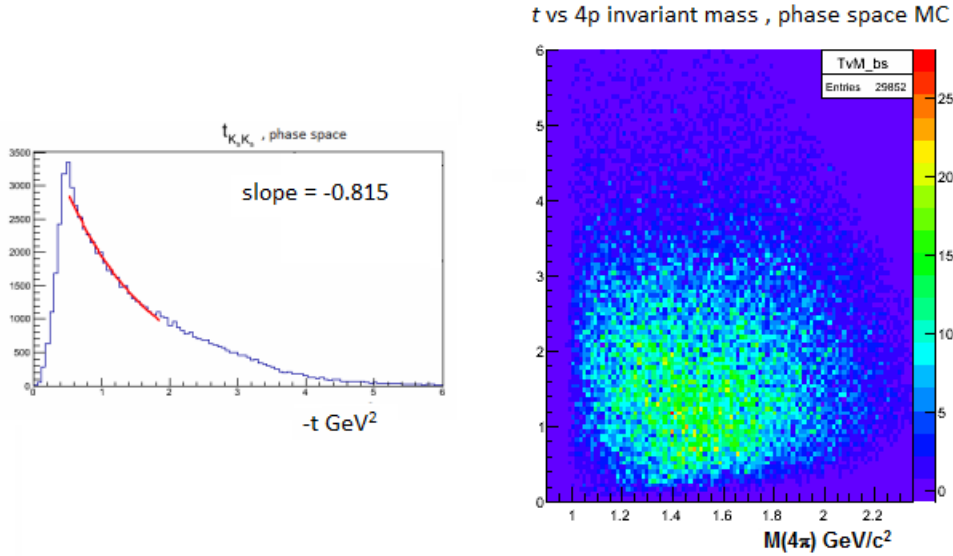 t vs 4p invariant mass , phase space MC
t K_s K_s , phase space
3500
3000
2500
2000
1500
1000
500
0
0 1 2 3 4 5 6
slope = -0.815
-t GeV²
TvM_bs
Entries 29852
6
5
4
3
2
1
0
1 1.2 1.4 1.6 1.8 2 2.2
M(4π) GeV/c²
25
20
15
10
5
0